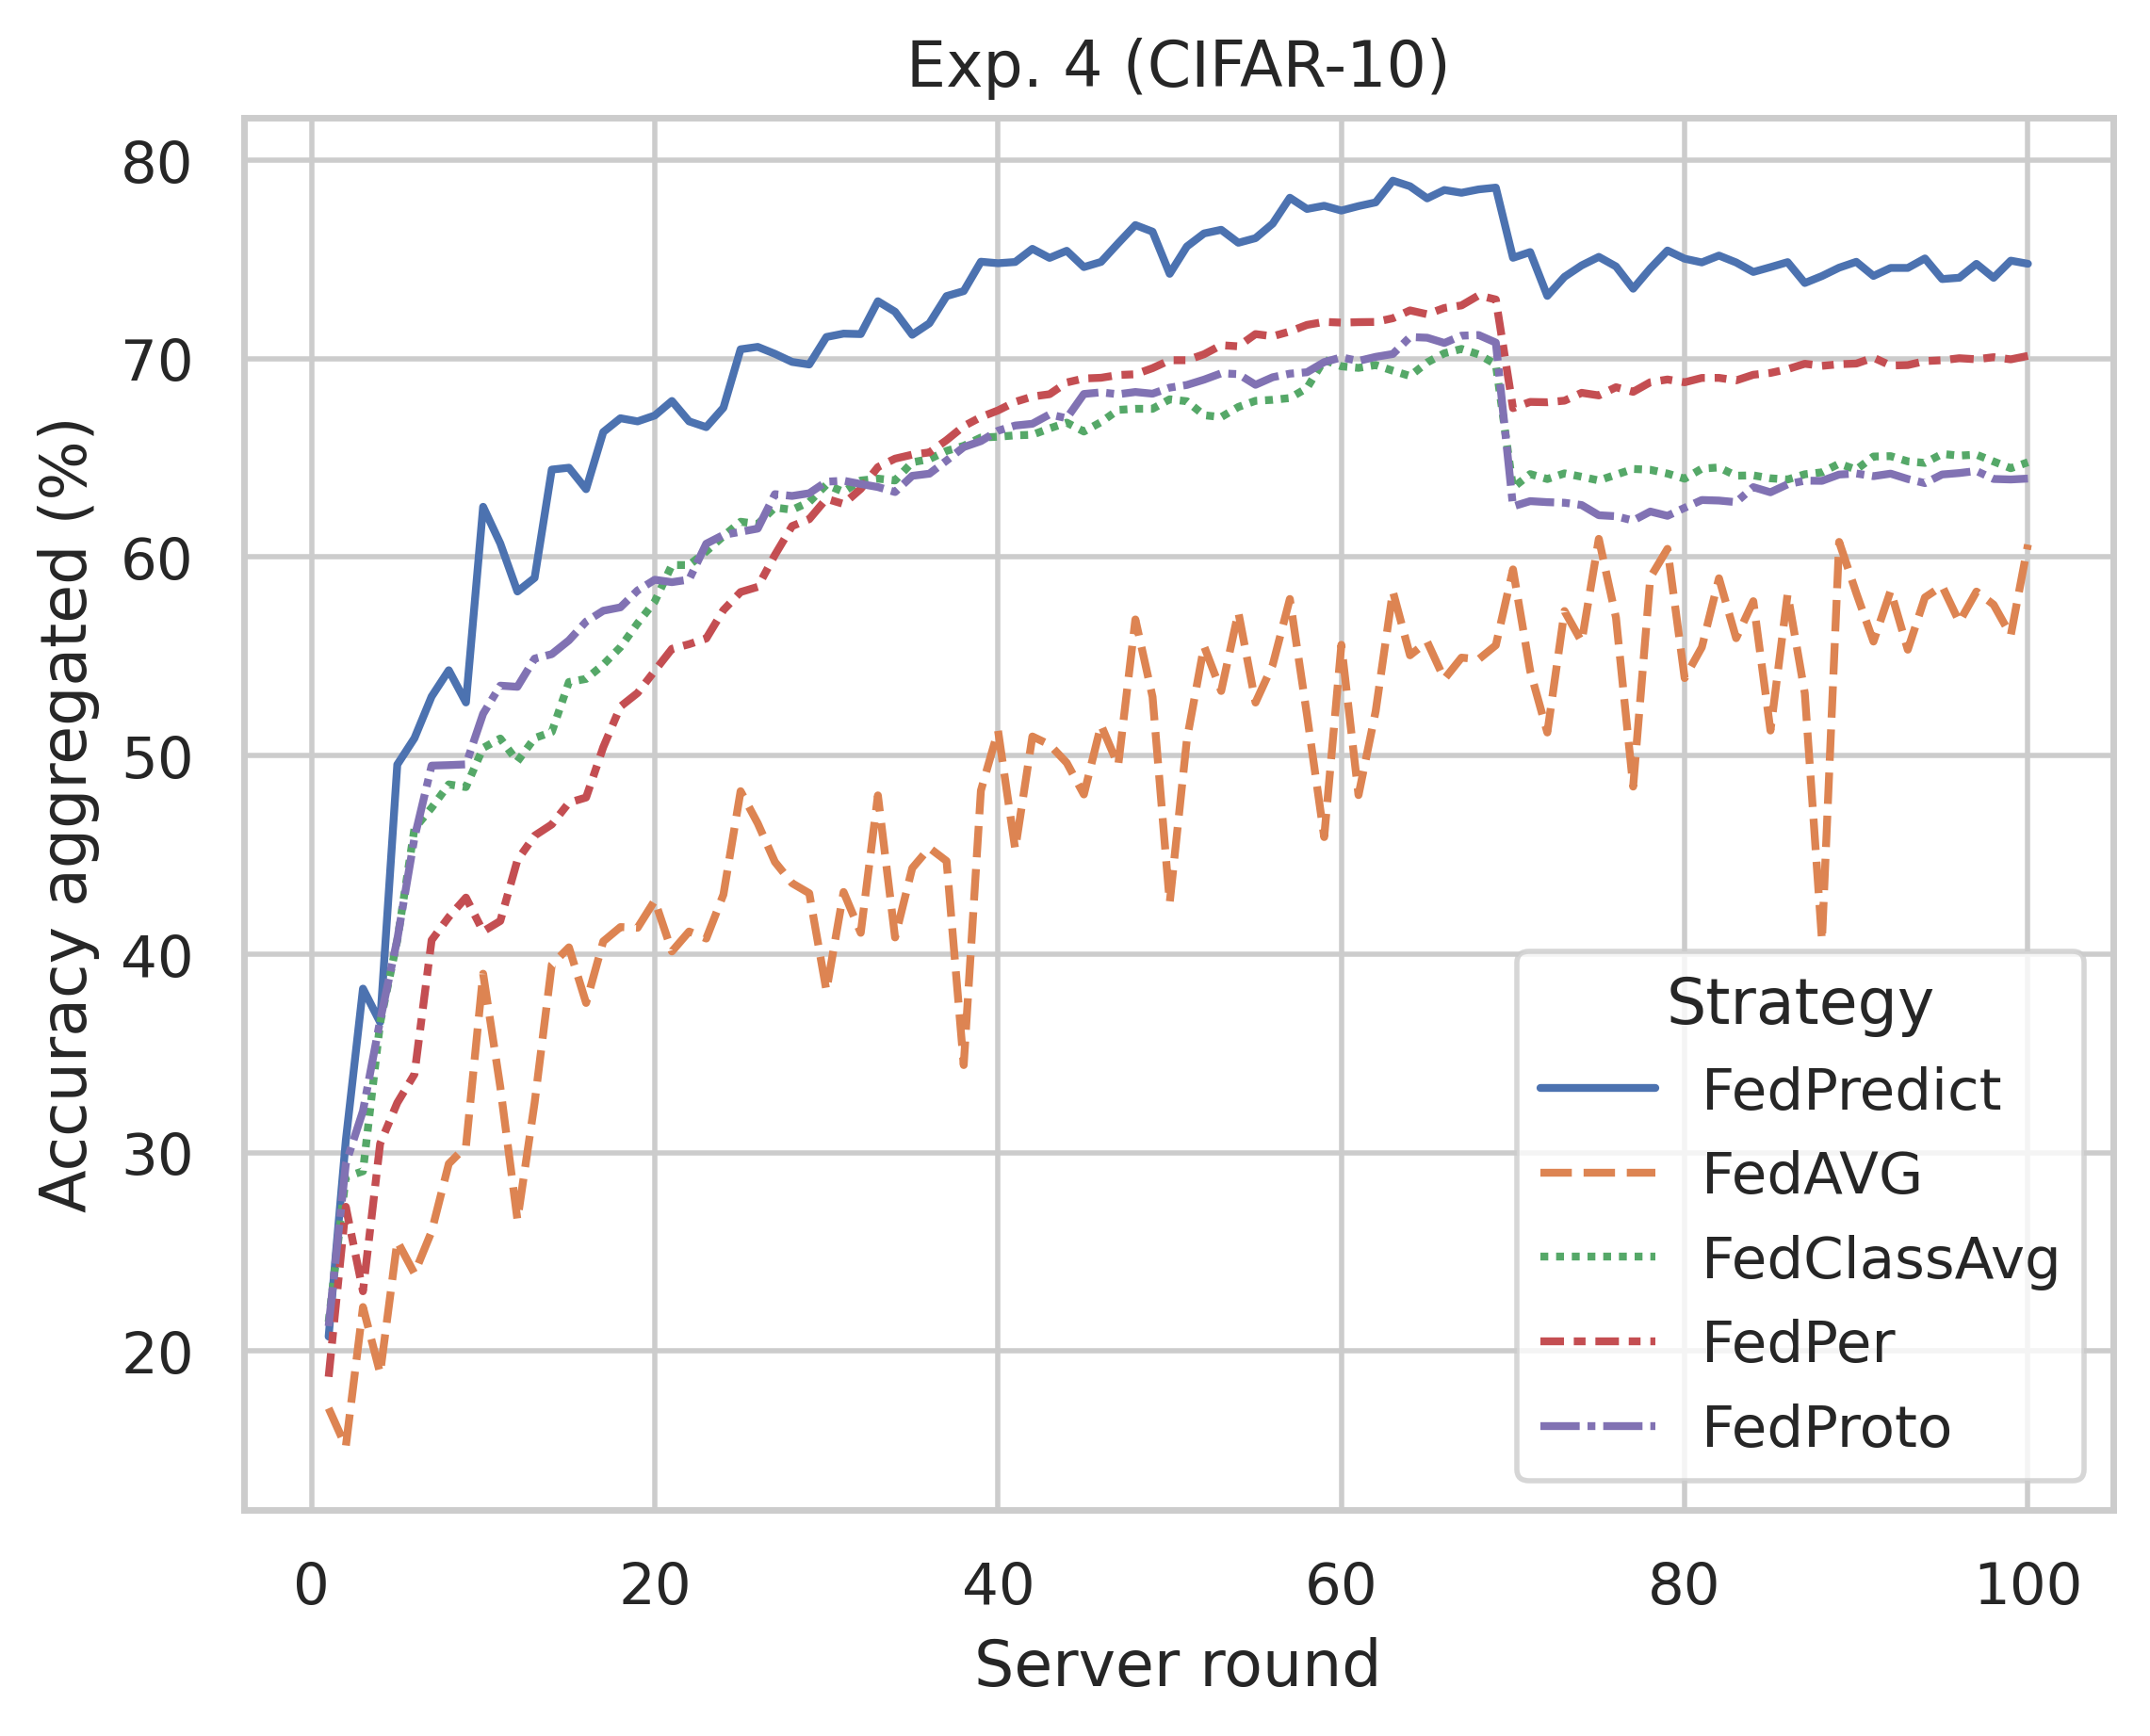 Exp. 4 (CIFAR-10)
Accuracy aggregated (%)
80
70
60
50
40
30
20
0 20 40 60 80 100
Server round
Strategy
FedPredict
FedAVG
FedClassAvg
FedPer
FedProto